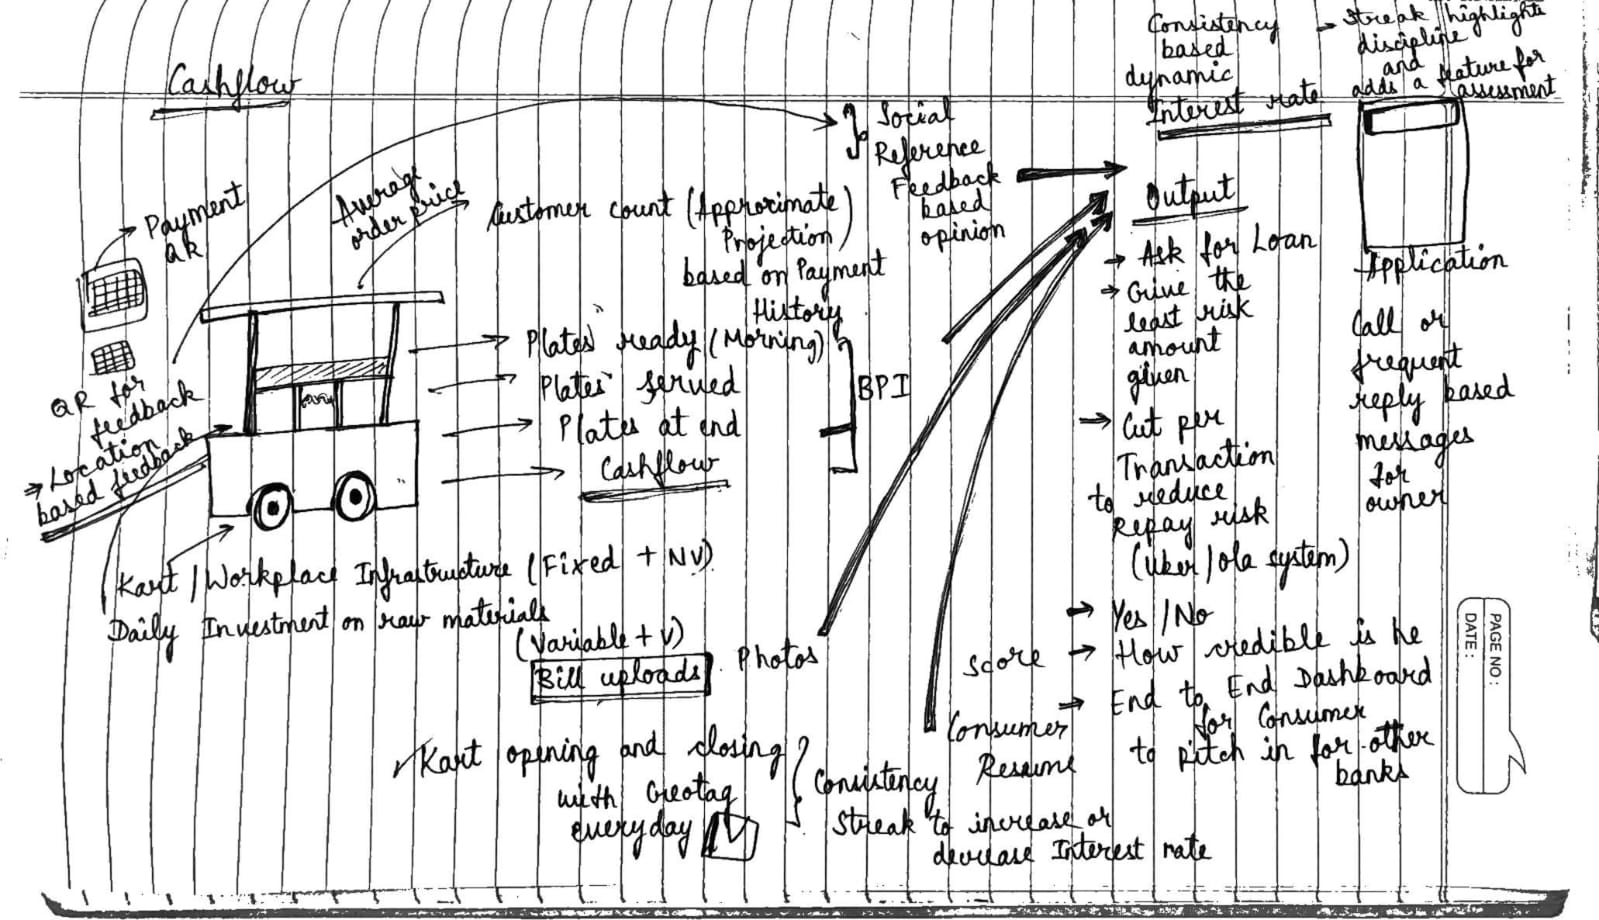 Cashflow
Payment
QR
QR for
feedback
→ Location
based feedback
Average
order price
Customer count (Approximate
Projection)
based on Payment
History
Plates ready (Morning)
Plates served
Plates at end
Cashflow
BPI
Social
Reference
Feedback
based
opinion
Kart / Workplace Infrastructure (Fixed + NV)
Daily Investment on raw materials
(Variable + V)
Bill uploads
Photos
Kart opening and closing
with Geotag
everyday
Consistency
Streak to increase or
decrease Interest rate
Consistency
based
dynamic
Interest rate
→ Streak highlights
discipline
and
adds a feature for
assessment
Output
→ Ask for Loan
→ Give the
least risk
amount
given
→ Cut per
Transaction
to reduce
Repay risk
(Uber/ola system)
→ Yes / No
Score → How credible is he
Consumer
Resume
→ End to End Dashboard
for Consumer
to pitch in for other
banks
Application
Call or
frequent
reply based
messages
for
owner
PAGE NO :
DATE :